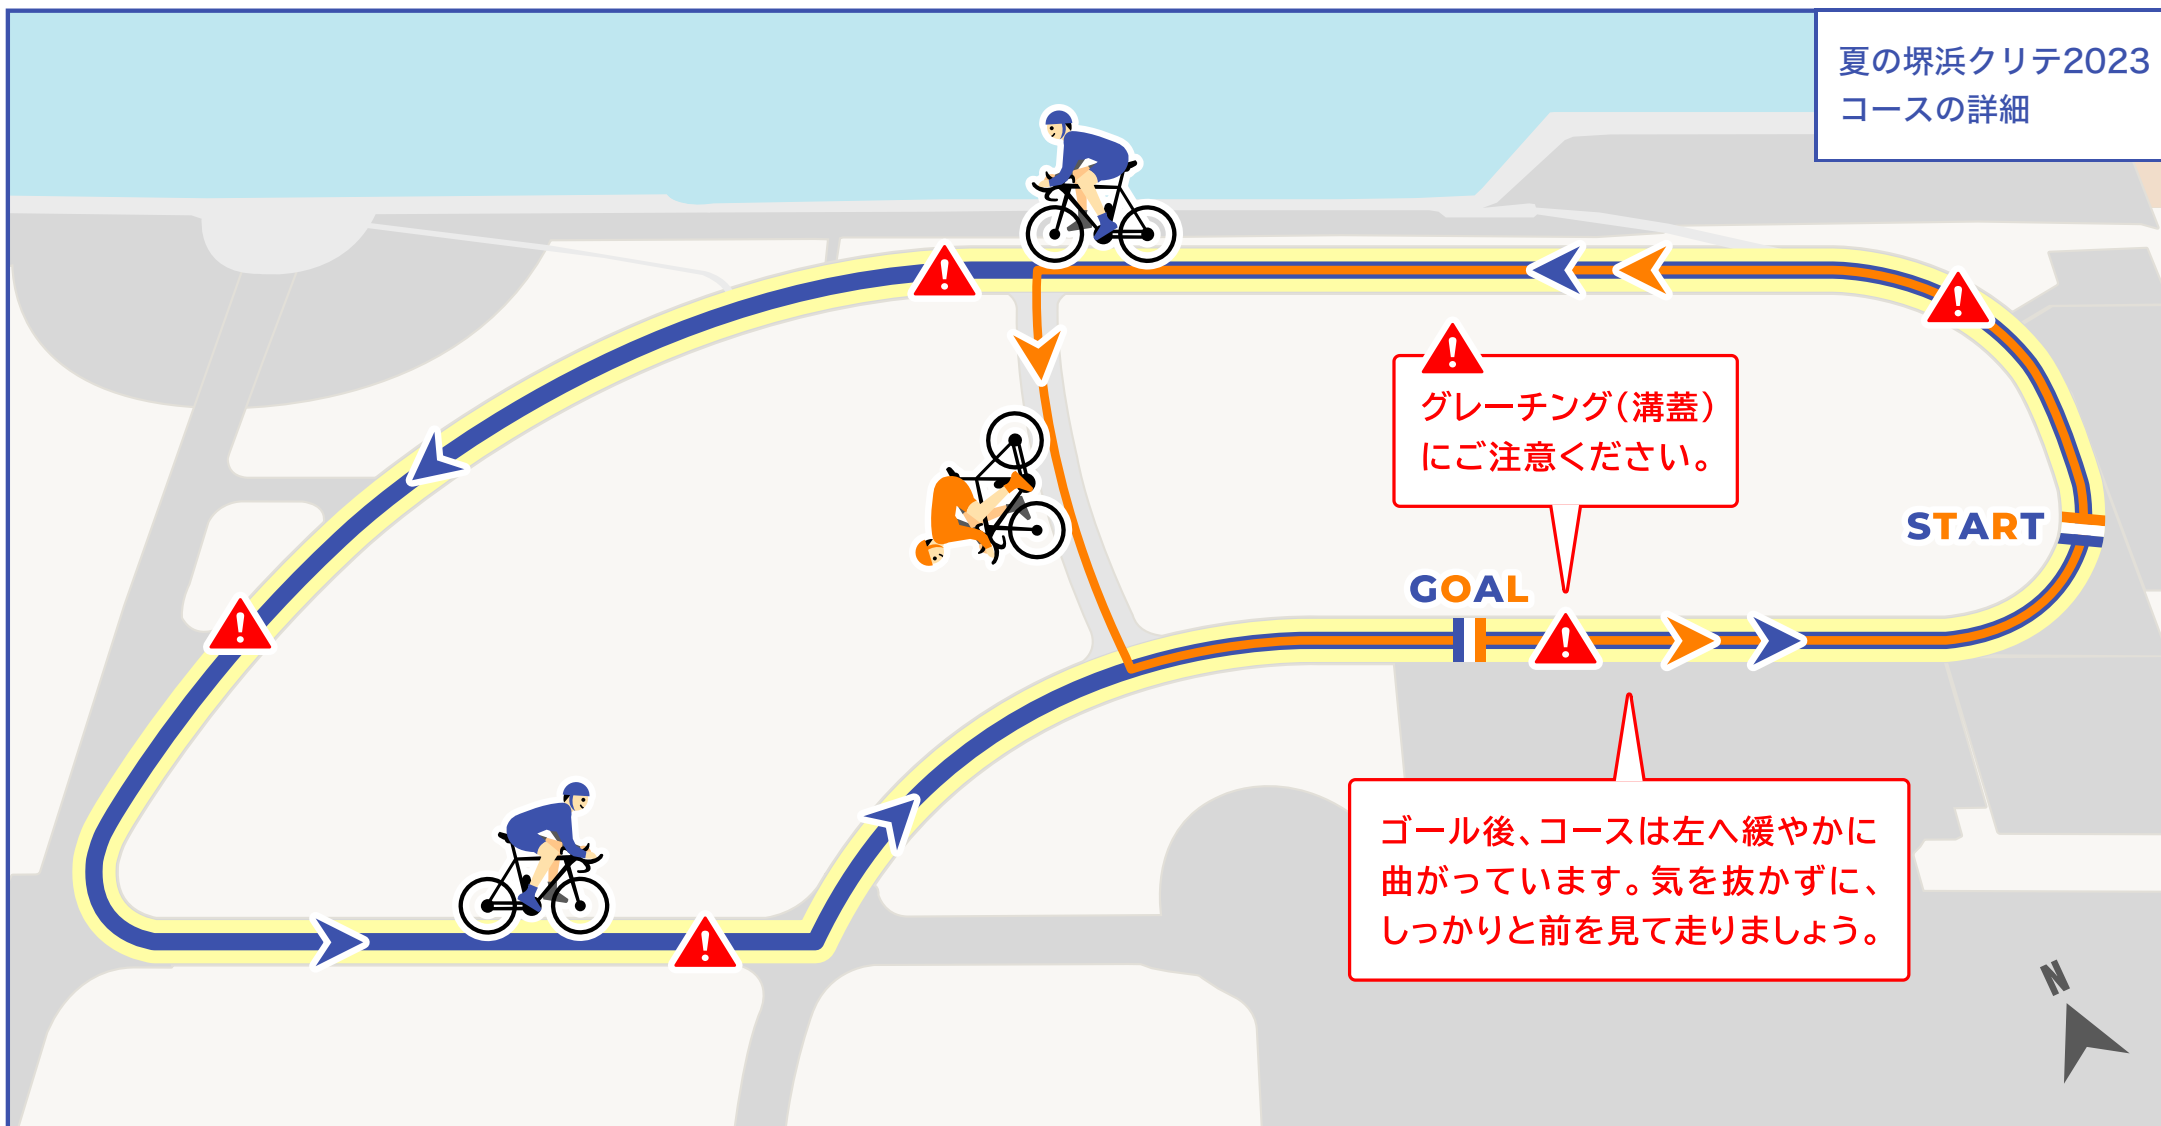 夏の堺浜クリテ2023
コースの詳細
グレーチング(溝蓋)
にご注意ください。
START
GOAL
ゴール後、コースは左へ緩やかに
曲がっています。気を抜かずに、
しっかりと前を見て走りましょう。
N